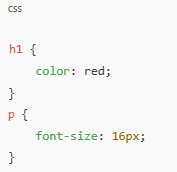 css
h1 {
    color: red;
}
p {
    font-size: 16px;
}